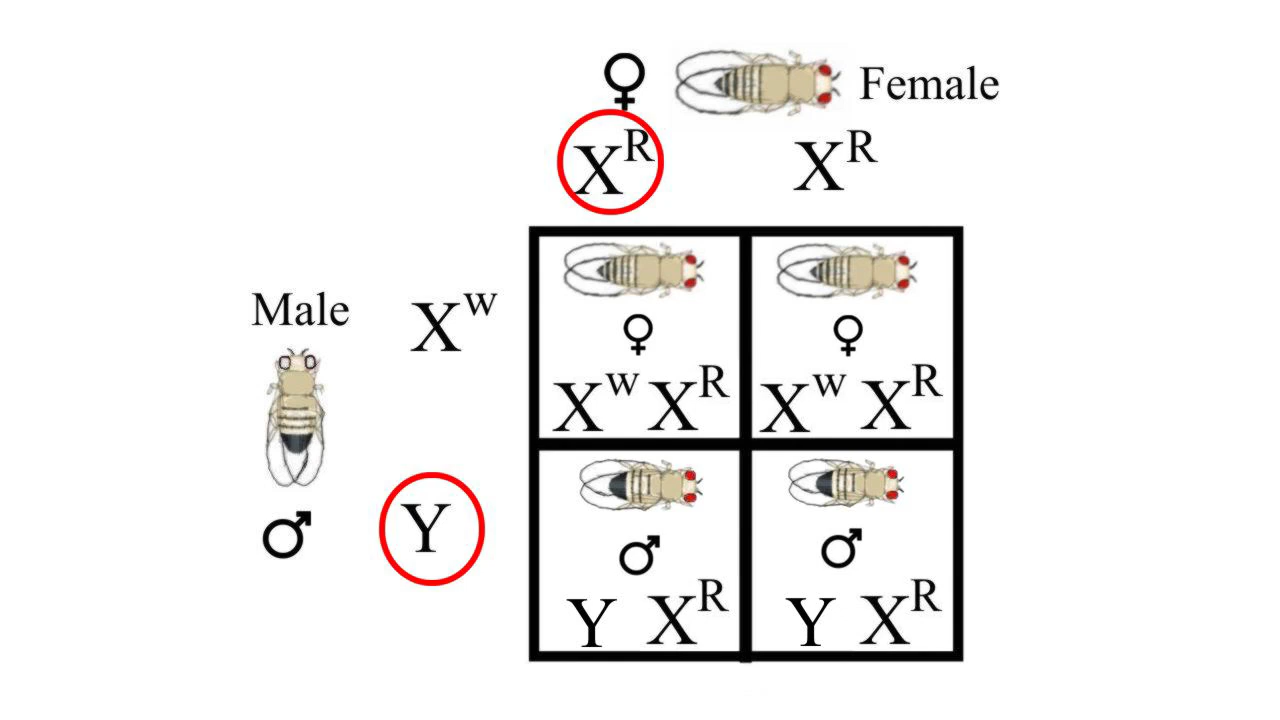 ♀ Female
X^R X^R
Male X^w
X^w X^R X^w X^R
Y
♂
♀ ♀
♂ ♂
Y X^R Y X^R